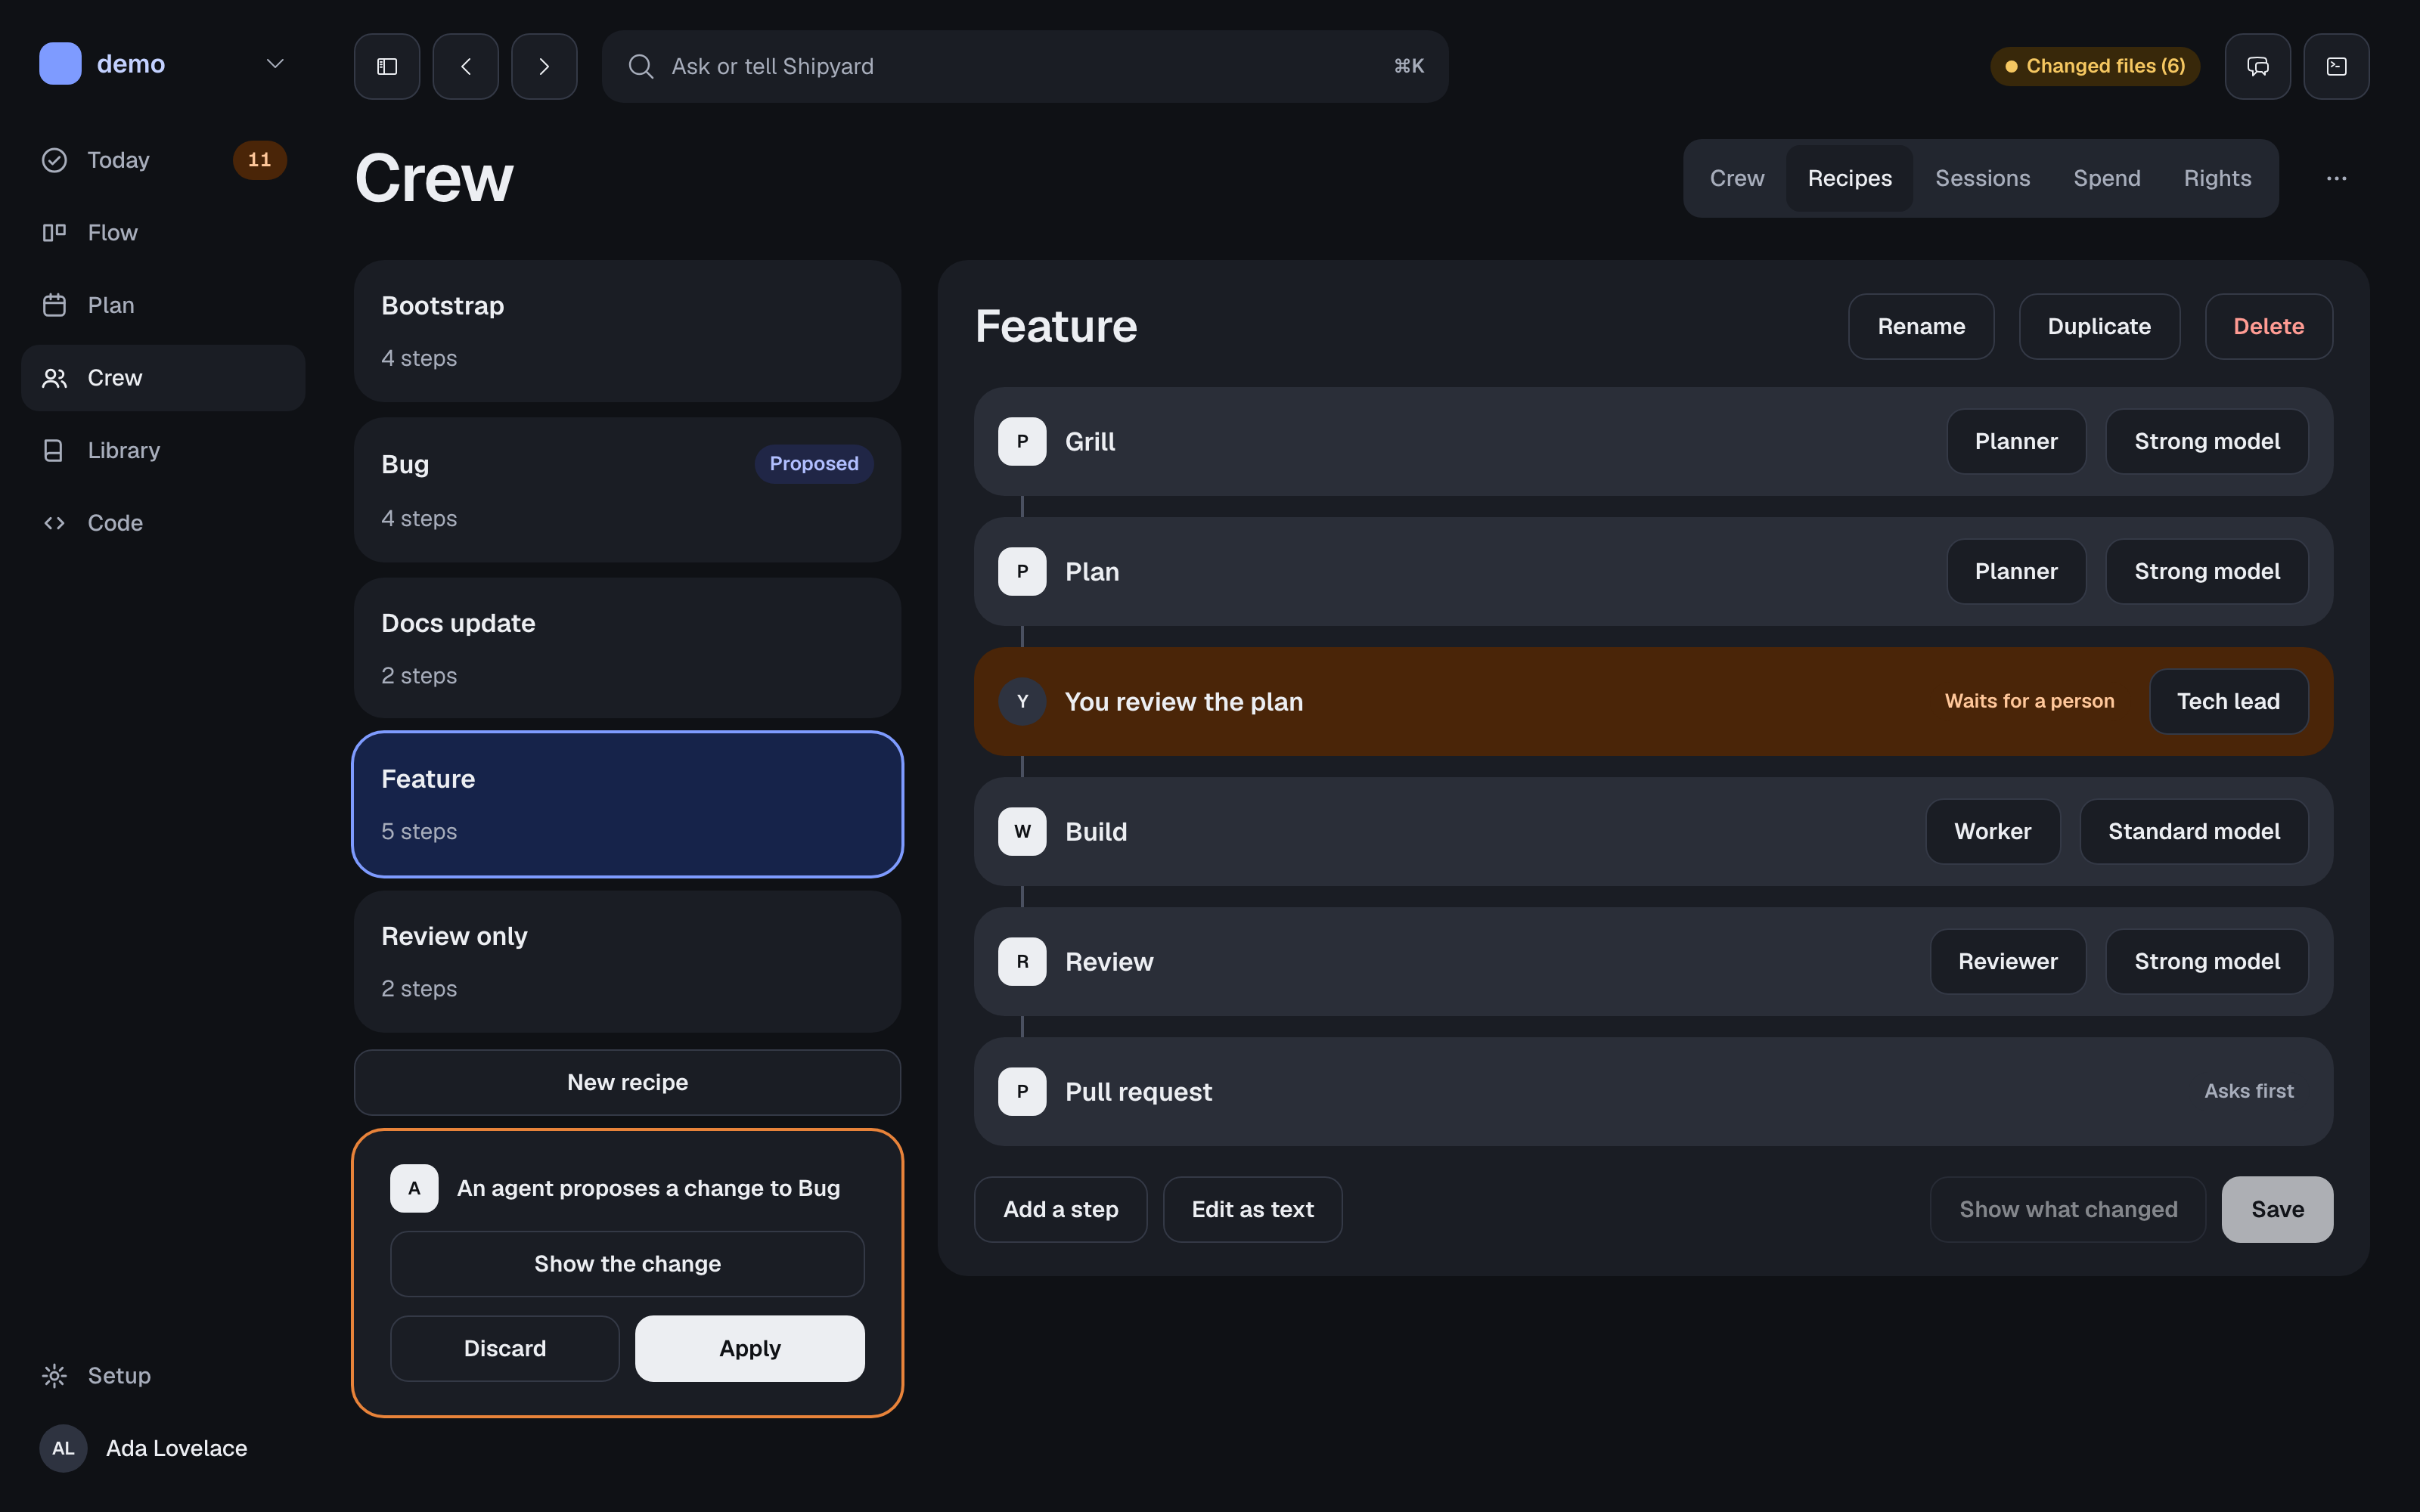 demo
Ask or tell Shipyard
⌘K
Changed files (6)
Today
11
Flow
Plan
Crew
Library
Code
Setup
AL
Ada Lovelace
Crew
Crew
Recipes
Sessions
Spend
Rights
Bootstrap
4 steps
Bug
Proposed
4 steps
Docs update
2 steps
Feature
5 steps
Review only
2 steps
New recipe
A
An agent proposes a change to Bug
Show the change
Discard
Apply
Feature
Rename
Duplicate
Delete
P
Grill
Planner
Strong model
P
Plan
Planner
Strong model
Y
You review the plan
Waits for a person
Tech lead
W
Build
Worker
Standard model
R
Review
Reviewer
Strong model
P
Pull request
Asks first
Add a step
Edit as text
Show what changed
Save